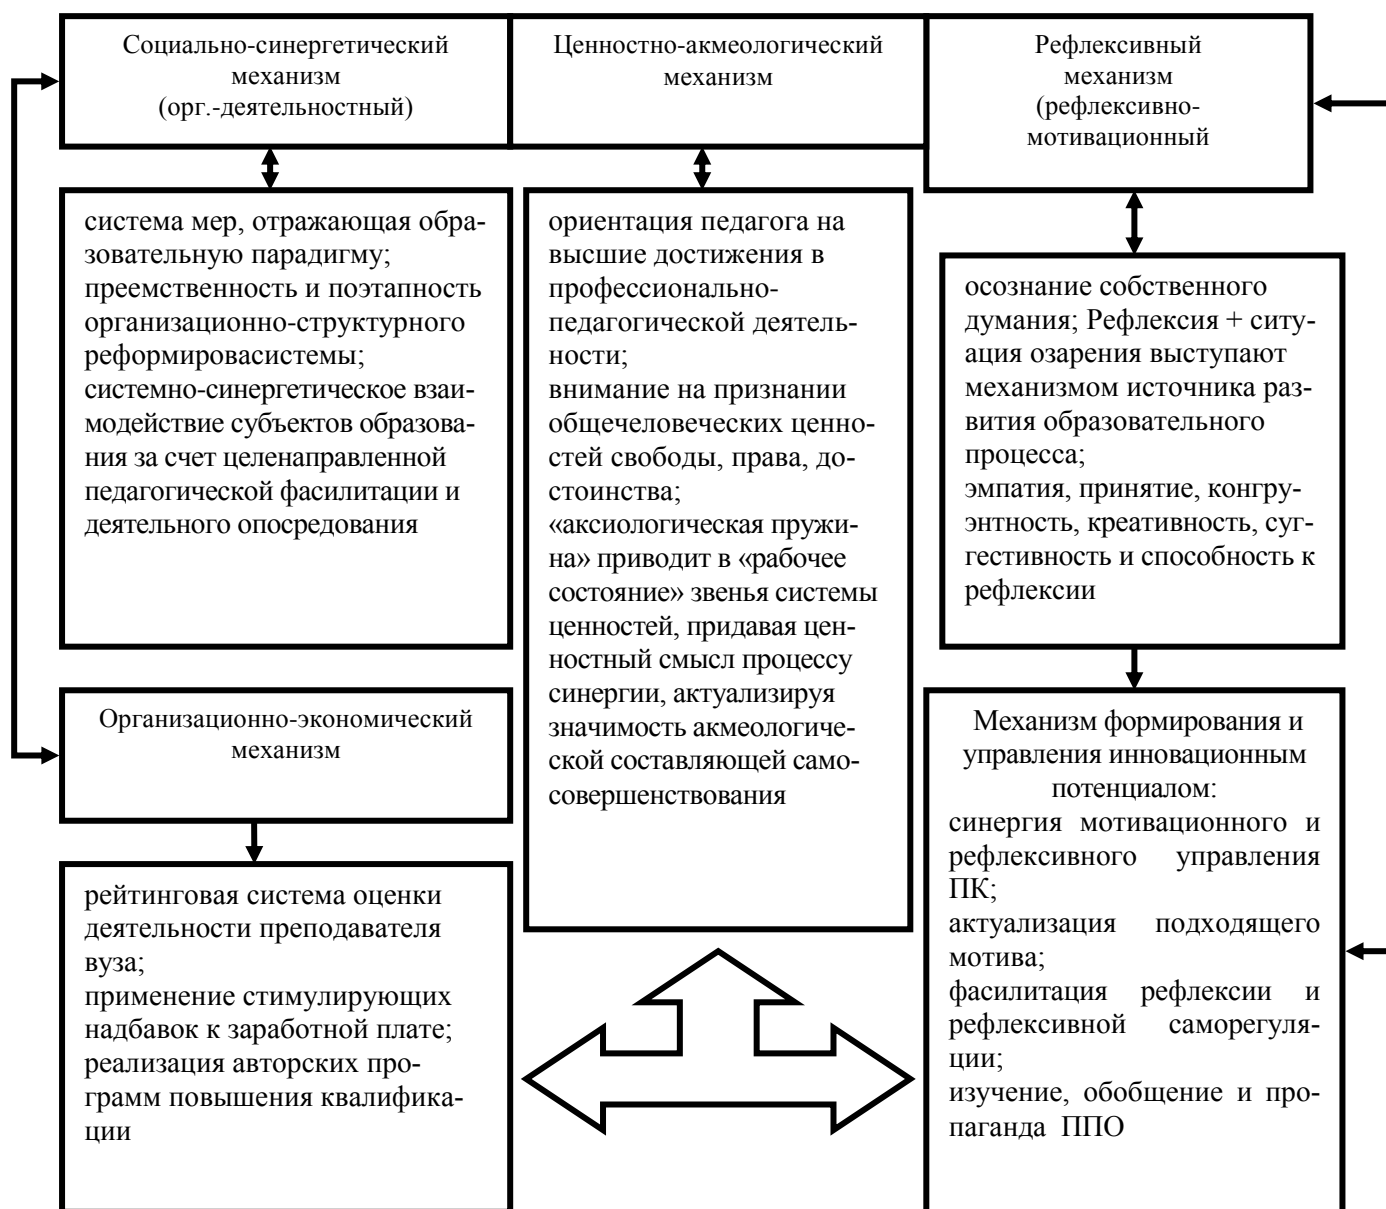 Социально-синергетический
механизм
(орг.-деятельностный)
Ценностно-акмеологический
механизм
Рефлексивный
механизм
(рефлексивно-
мотивационный
система мер, отражающая обра-
зовательную парадигму;
преемственность и поэтапность
организационно-структурного
реформировасистемы;
системно-синергетическое взаи-
модействие субъектов образова-
ния за счет целенаправленной
педагогической фасилитации и
деятельного опосредования
ориентация педагога на
высшие достижения в
профессионально-
педагогической деятель-
ности;
внимание на признании
общечеловеческих ценно-
стей свободы, права, до-
стоинства;
«аксиологическая пружи-
на» приводит в «рабочее
состояние» звенья системы
ценностей, придавая цен-
ностный смысл процессу
синергии, актуализируя
значимость акмеологиче-
ской составляющей само-
совершенствования
осознание собственного
думания; Рефлексия + ситу-
ация озарения выступают
механизмом источника раз-
вития образовательного
процесса;
эмпатия, принятие, конгру-
энтность, креативность, суг-
гестивность и способность к
рефлексии
Организационно-экономический
механизм
рейтинговая система оценки
деятельности преподавателя
вуза;
применение стимулирующих
надбавок к заработной плате;
реализация авторских про-
грамм повышения квалифика-
ции
Механизм формирования и
управления инновационным
потенциалом:
синергия мотивационного и
рефлексивного управления
ПК;
актуализация подходящего
мотива;
фасилитация рефлексии и
рефлексивной саморегуля-
ции;
изучение, обобщение и про-
паганда ППО